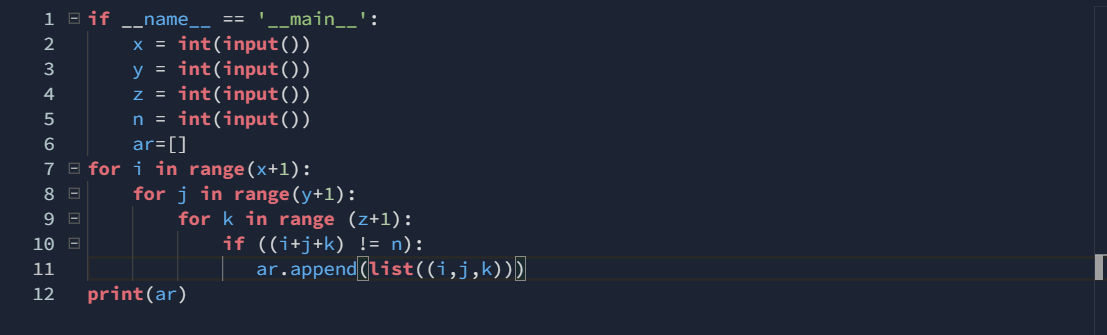 1 if __name__ == '__main__':
2     x = int(input())
3     y = int(input())
4     z = int(input())
5     n = int(input())
6     ar=[]
7 for i in range(x+1):
8     for j in range(y+1):
9         for k in range (z+1):
10             if ((i+j+k) != n):
11                ar.append(list((i,j,k)))
12 print(ar)